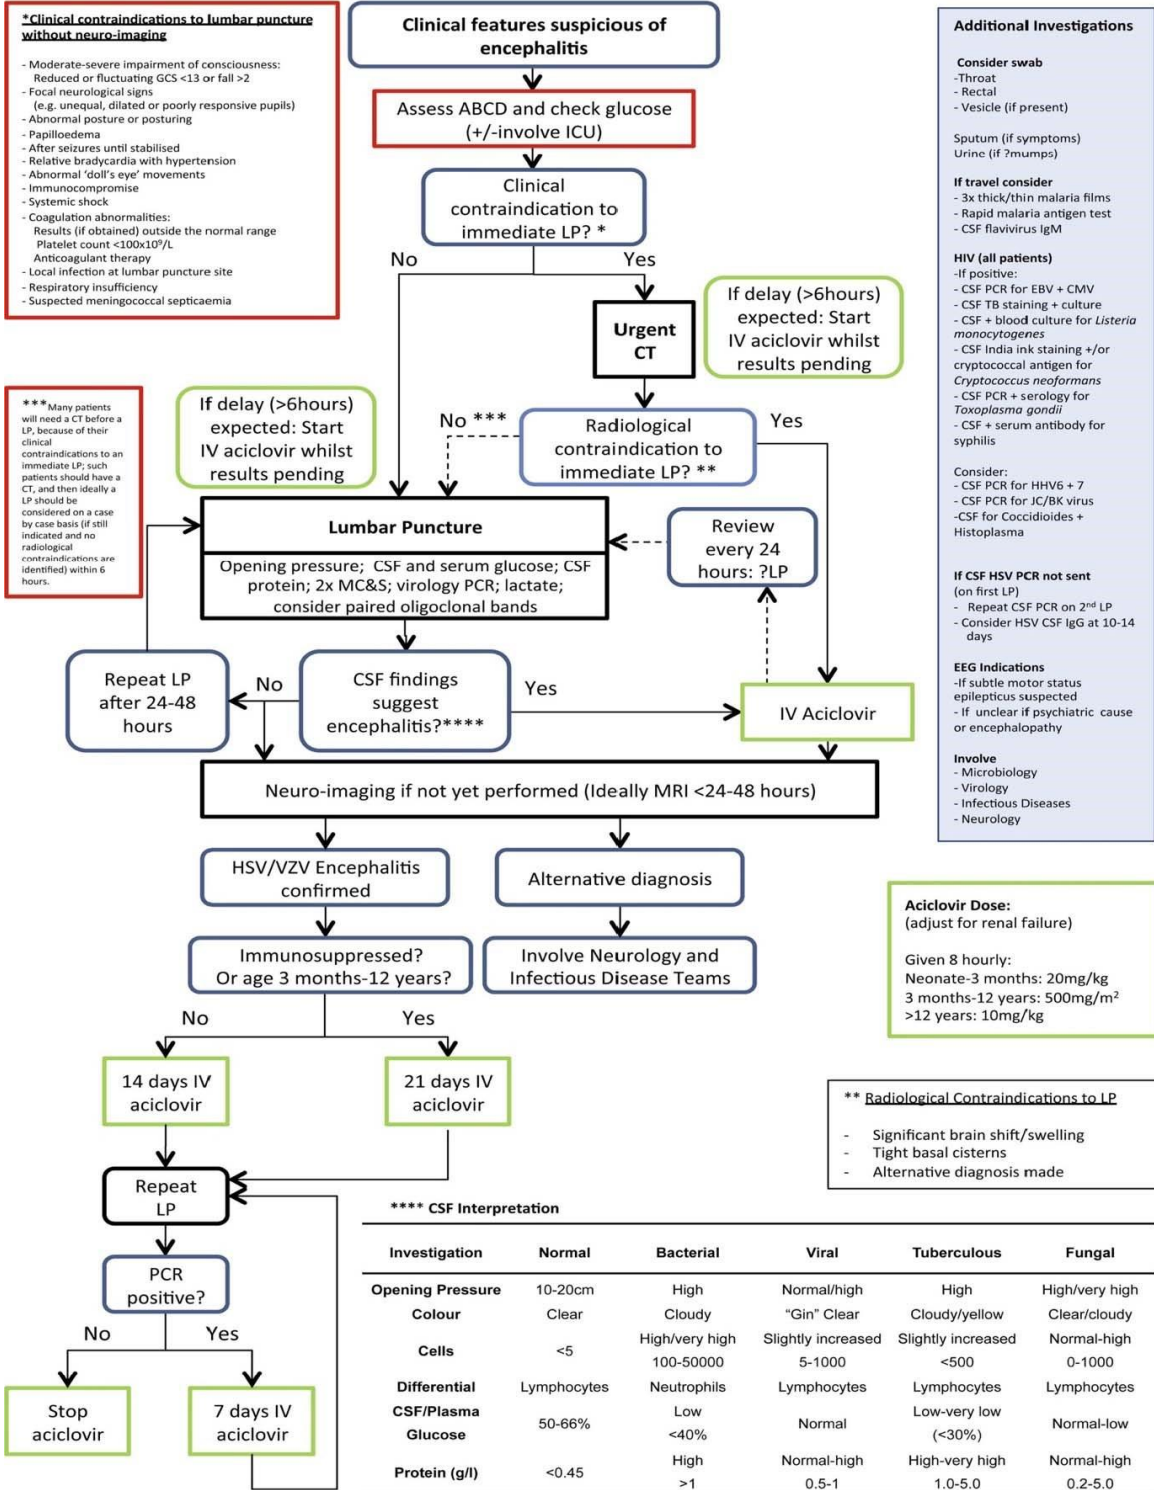 *Clinical contraindications to lumbar puncture
without neuro-imaging
- Moderate-severe impairment of consciousness:
Reduced or fluctuating GCS <13 or fall >2
- Focal neurological signs
(e.g. unequal, dilated or poorly responsive pupils)
- Abnormal posture or posturing
- Papilloedema
- After seizures until stabilised
- Relative bradycardia with hypertension
- Abnormal ‘doll’s eye’ movements
- Immunocompromise
- Systemic shock
- Coagulation abnormalities:
Results (if obtained) outside the normal range
Platelet count <100x10⁹/L
Anticoagulant therapy
- Local infection at lumbar puncture site
- Respiratory insufficiency
- Suspected meningococcal septicaemia
Clinical features suspicious of
encephalitis
Assess ABCD and check glucose
(+/-involve ICU)
Clinical
contraindication to
immediate LP? *
No
Yes
Urgent
CT
If delay (>6hours)
expected: Start
IV aciclovir whilst
results pending
***Many patients
will need a CT before a
LP, because of their
clinical
contraindications to an
immediate LP; such
patients should have a
CT, and then ideally a
LP should be
considered on a case
by case basis (if still
indicated and no
radiological
contraindications are
identified) within 6
hours.
If delay (>6hours)
expected: Start
IV aciclovir whilst
results pending
No ***
Radiological
contraindication to
immediate LP? **
Yes
Lumbar Puncture
Opening pressure; CSF and serum glucose; CSF
protein; 2x MC&S; virology PCR; lactate;
consider paired oligoclonal bands
Review
every 24
hours: ?LP
Repeat LP
after 24-48
hours
No
CSF findings
suggest
encephalitis?****
Yes
IV Aciclovir
Neuro-imaging if not yet performed (Ideally MRI <24-48 hours)
HSV/VZV Encephalitis
confirmed
Alternative diagnosis
Immunosuppressed?
Or age 3 months-12 years?
Involve Neurology and
Infectious Disease Teams
No
Yes
14 days IV
aciclovir
21 days IV
aciclovir
Repeat
LP
PCR
positive?
No
Yes
Stop
aciclovir
7 days IV
aciclovir
Additional Investigations
Consider swab
-Throat
- Rectal
- Vesicle (if present)
Sputum (if symptoms)
Urine (if ?mumps)
If travel consider
- 3x thick/thin malaria films
- Rapid malaria antigen test
- CSF flavivirus IgM
HIV (all patients)
-If positive:
- CSF PCR for EBV + CMV
- CSF TB staining + culture
- CSF + blood culture for Listeria
monocytogenes
- CSF India ink staining +/or
cryptococcal antigen for
Cryptococcus neoformans
- CSF PCR + serology for
Toxoplasma gondii
- CSF + serum antibody for
syphilis
Consider:
- CSF PCR for HHV6 + 7
- CSF PCR for JC/BK virus
-CSF for Coccidioides +
Histoplasma
If CSF HSV PCR not sent
(on first LP)
- Repeat CSF PCR on 2nd LP
- Consider HSV CSF IgG at 10-14
days
EEG Indications
-If subtle motor status
epilepticus suspected
- If unclear if psychiatric cause
or encephalopathy
Involve
- Microbiology
- Virology
- Infectious Diseases
- Neurology
Aciclovir Dose:
(adjust for renal failure)
Given 8 hourly:
Neonate-3 months: 20mg/kg
3 months-12 years: 500mg/m²
>12 years: 10mg/kg
** Radiological Contraindications to LP
- Significant brain shift/swelling
- Tight basal cisterns
- Alternative diagnosis made
**** CSF Interpretation
Investigation Normal Bacterial Viral Tuberculous Fungal
Opening Pressure 10-20cm High Normal/high High High/very high
Colour Clear Cloudy “Gin” Clear Cloudy/yellow Clear/cloudy
Cells <5 High/very high Slightly increased Slightly increased Normal-high
100-50000 5-1000 <500 0-1000
Differential Lymphocytes Neutrophils Lymphocytes Lymphocytes Lymphocytes
CSF/Plasma Glucose 50-66% Low Normal Low-very low Normal-low
<40% (<30%)
Protein (g/l) <0.45 High Normal-high High-very high Normal-high
>1 0.5-1 1.0-5.0 0.2-5.0